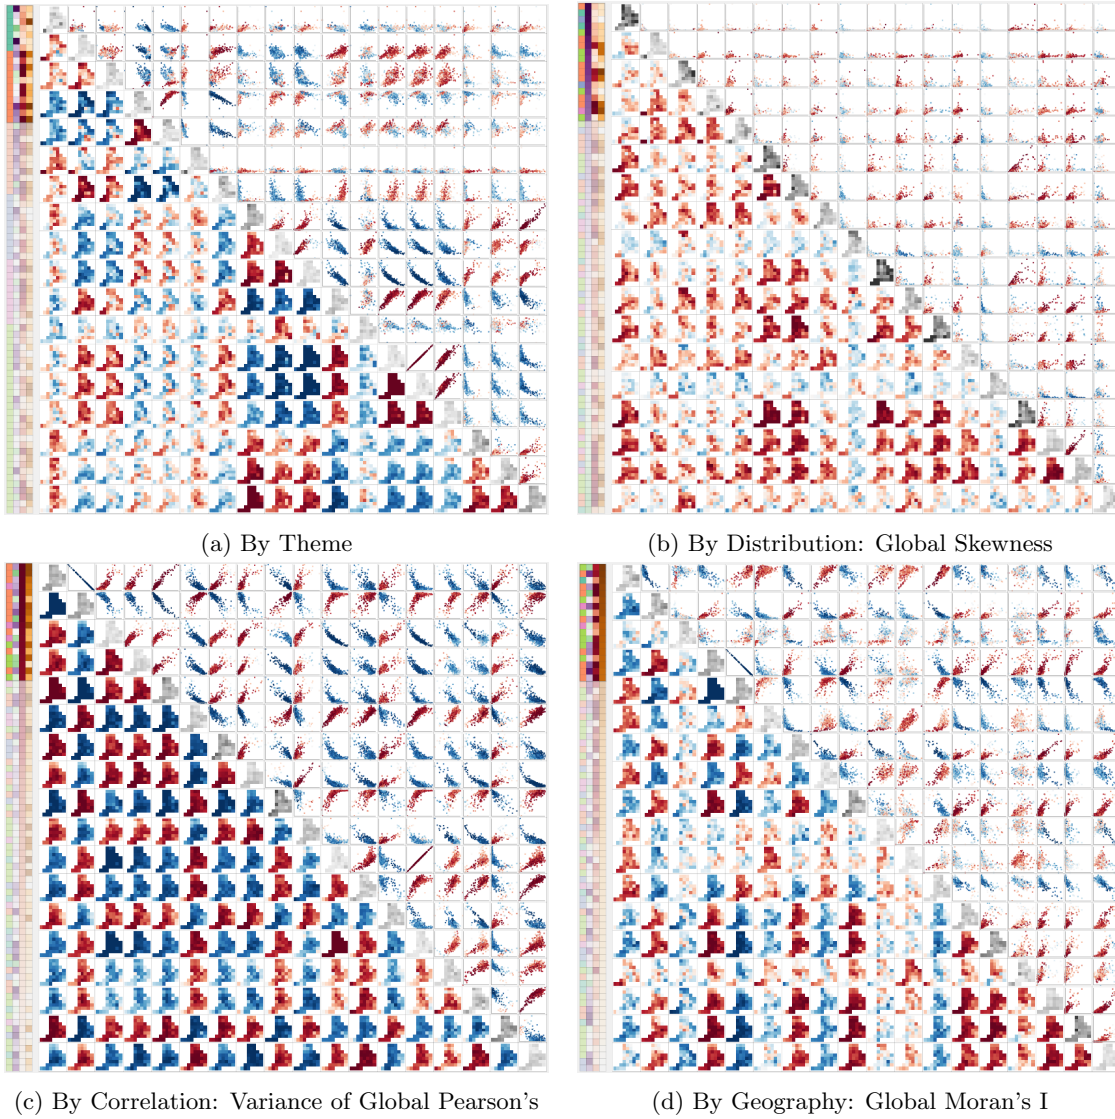 (a) By Theme
(b) By Distribution: Global Skewness
(c) By Correlation: Variance of Global Pearson's
(d) By Geography: Global Moran's I